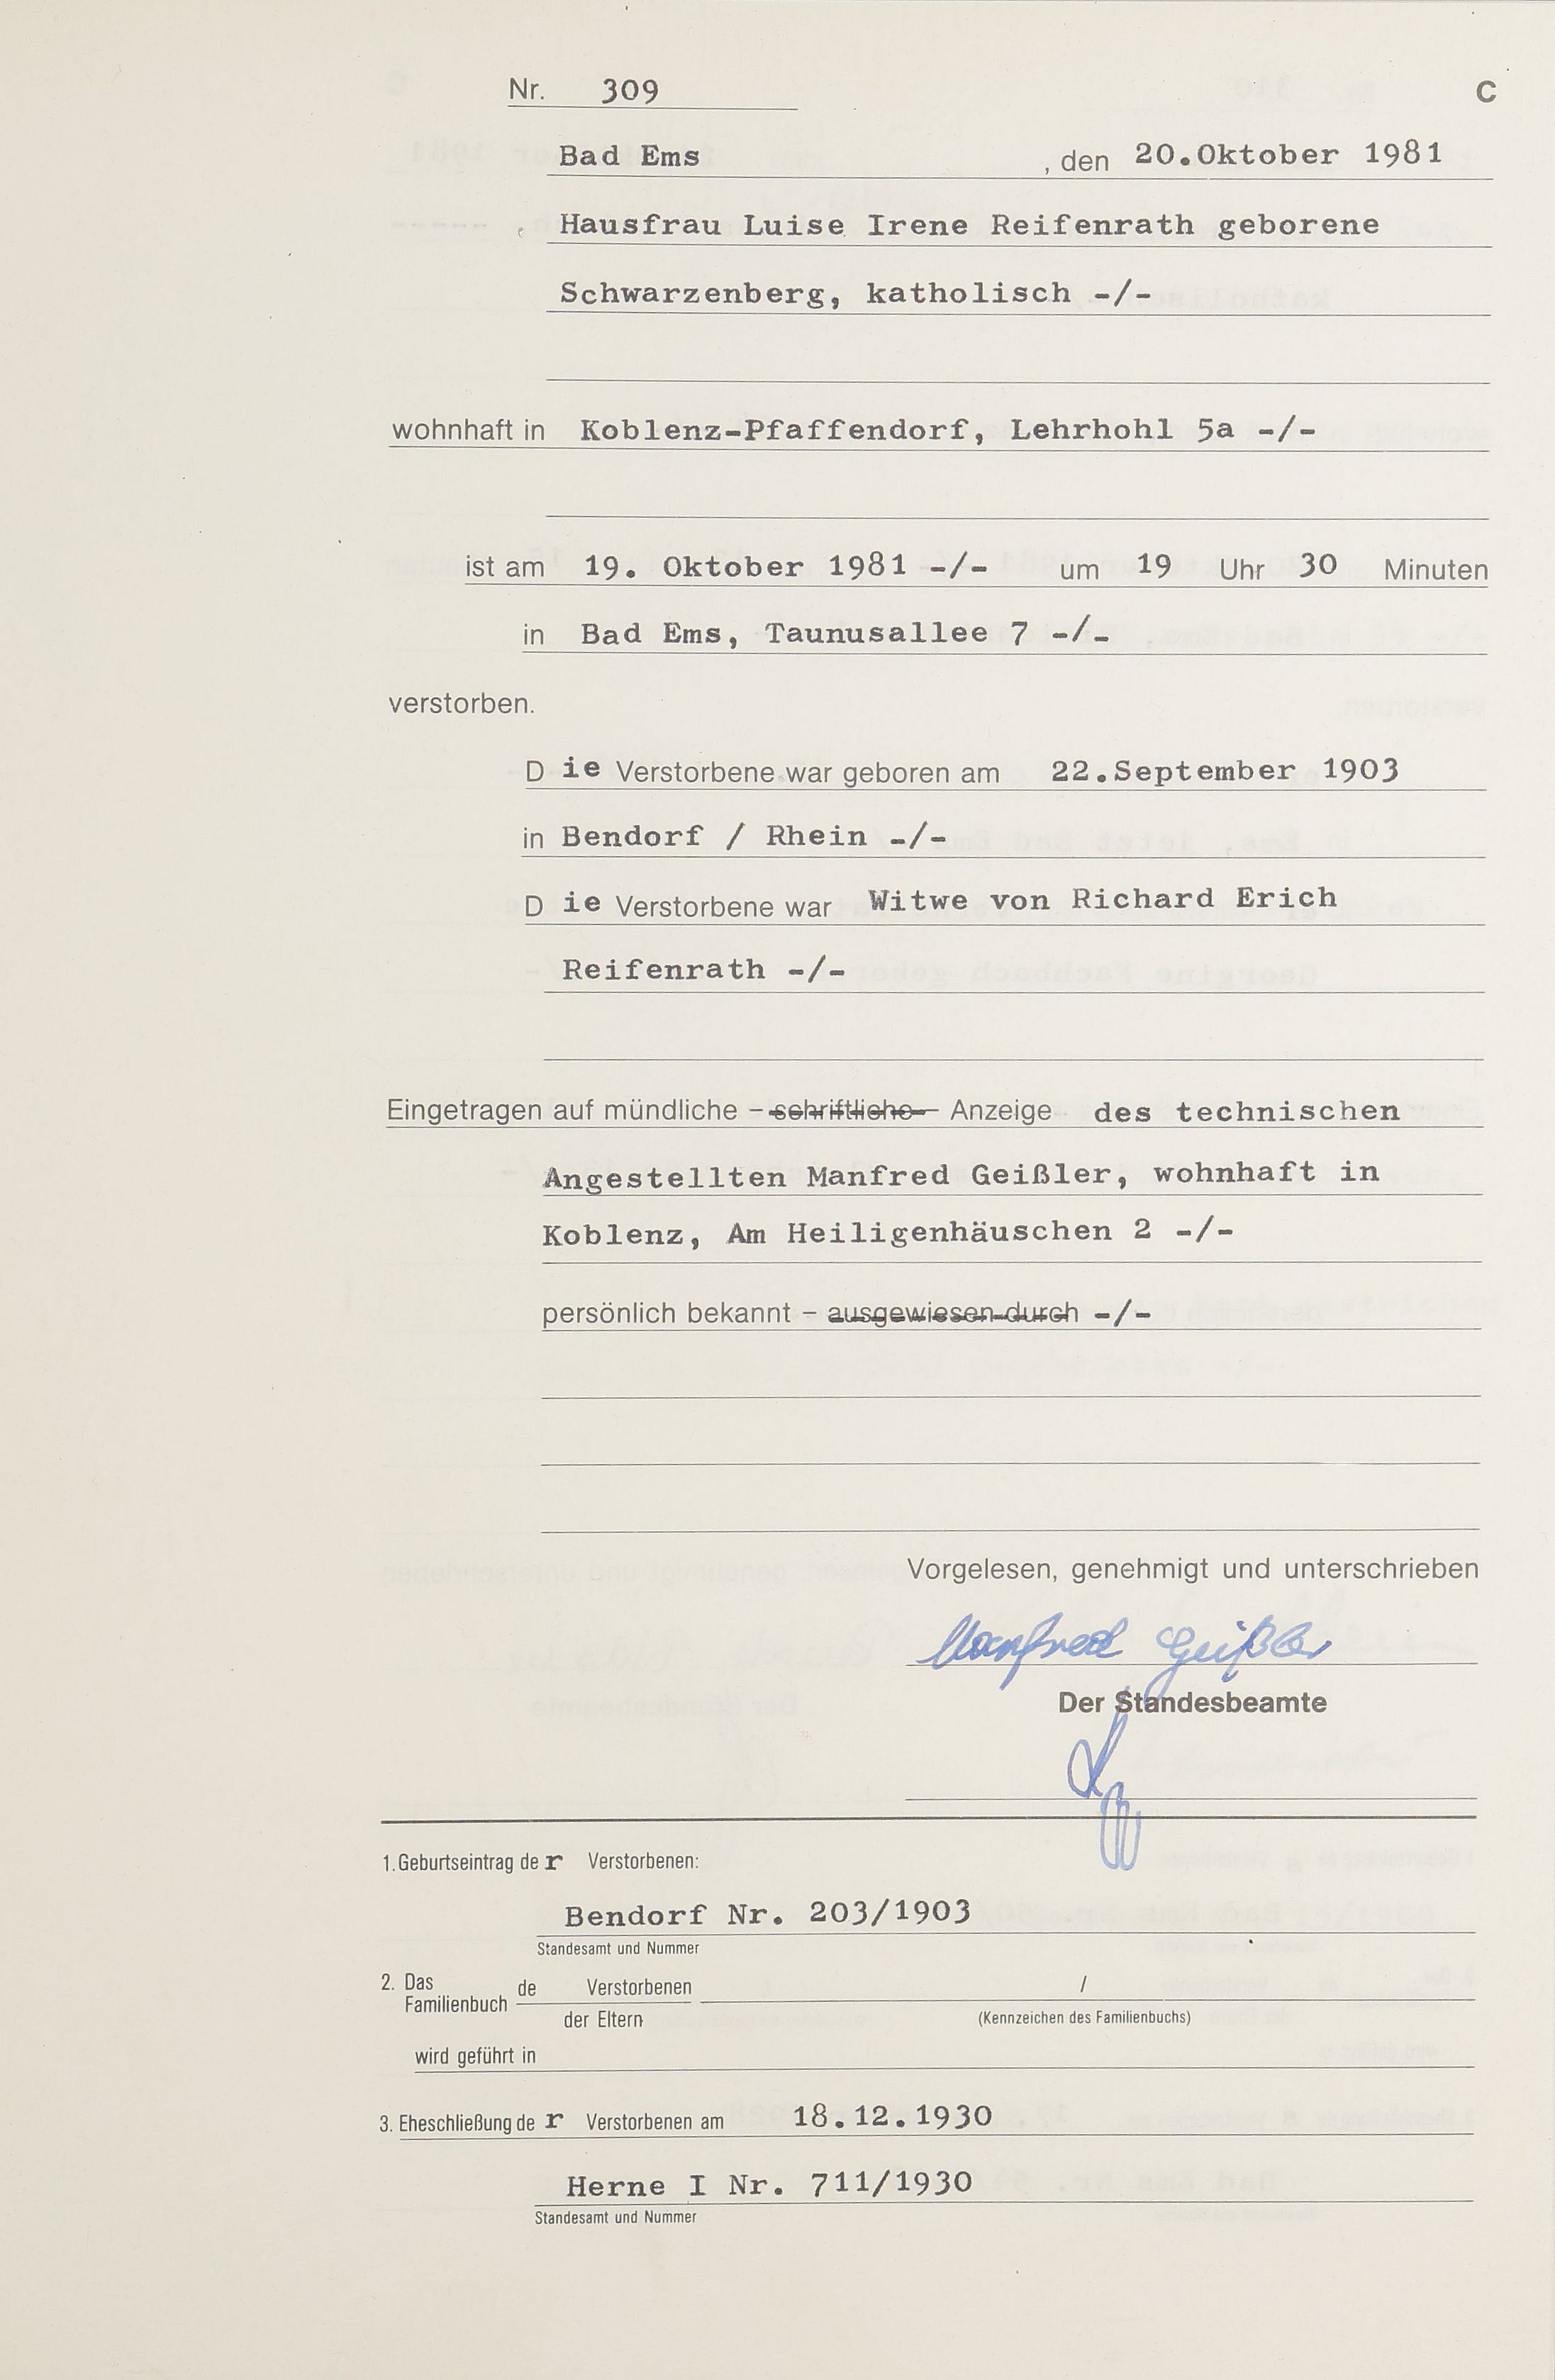 Nr. 309 C
Bad Ems , den 20.Oktober 1981
Hausfrau Luise Irene Reifenrath geborene
Schwarzenberg, katholisch -/-
wohnhaft in Koblenz-Pfaffendorf, Lehrhohl 5a -/-
ist am 19. Oktober 1981 -/- um 19 Uhr 30 Minuten
in Bad Ems, Taunusallee 7 -/-
verstorben.
Die Verstorbene war geboren am 22.September 1903
in Bendorf / Rhein -/-
Die Verstorbene war Witwe von Richard Erich
Reifenrath -/-
Eingetragen auf mündliche – schriftliche – Anzeige des technischen
Angestellten Manfred Geißler, wohnhaft in
Koblenz, Am Heiligenhäuschen 2 -/-
persönlich bekannt – ausgewiesen durch -/-
Vorgelesen, genehmigt und unterschrieben
Manfred Geißler
Der Standesbeamte
1. Geburtseintrag der Verstorbenen:
Bendorf Nr. 203/1903
Standesamt und Nummer
2. Das Familienbuch de Verstorbenen /
der Eltern (Kennzeichen des Familienbuchs)
wird geführt in
3. Eheschließung der Verstorbenen am 18.12.1930
Herne I Nr. 711/1930
Standesamt und Nummer